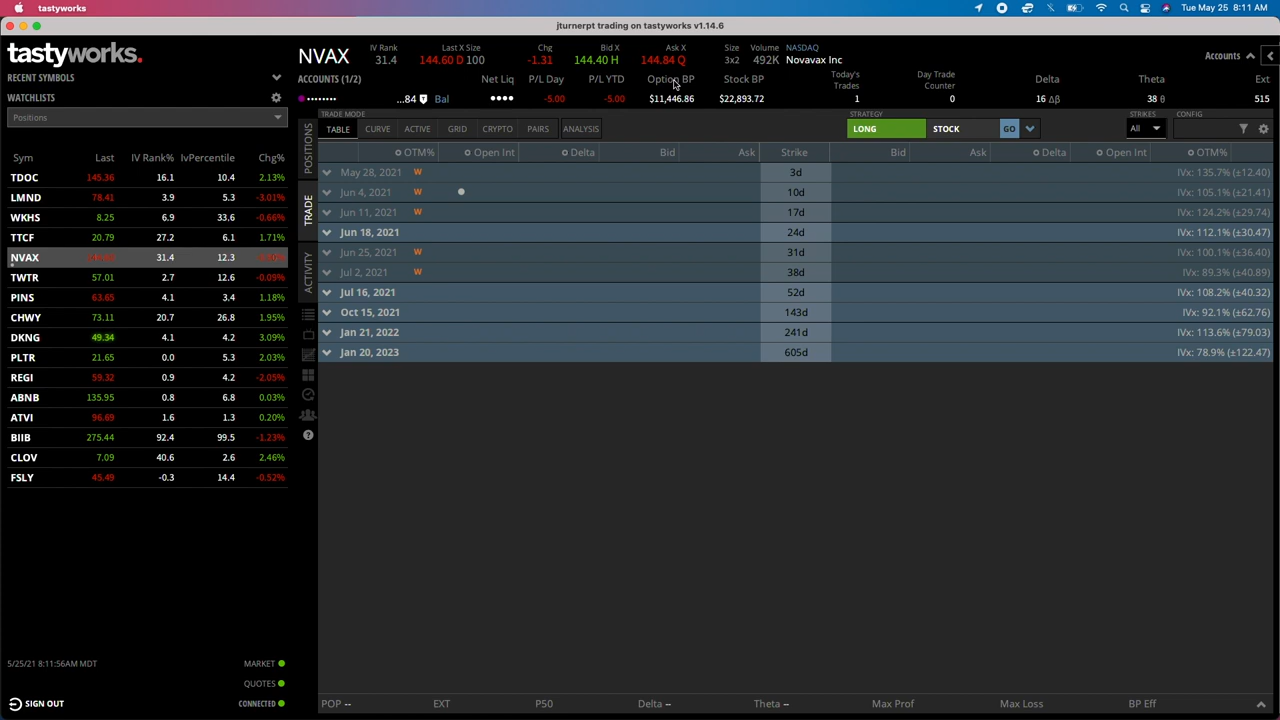 tastyworks
Tue May 25 8:11 AM
jturnerpt trading on tastyworks v1.14.6
tastyworks.
RECENT SYMBOLS
WATCHLISTS
Positions
Sym Last IV Rank% IvPercentile Chg%
TDOC 145.36 16.1 10.4 2.13%
LMND 78.41 3.9 5.3 -3.01%
WKHS 8.25 6.9 33.6 -0.66%
TTCF 20.79 27.2 6.1 1.71%
NVAX 31.4 12.3
TWTR 57.01 2.7 12.6 -0.09%
PINS 63.65 4.1 3.4 1.18%
CHWY 73.11 20.7 26.8 1.95%
DKNG 49.34 4.1 4.2 3.09%
PLTR 21.65 0.0 5.3 2.03%
REGI 59.32 0.9 4.2 -2.05%
ABNB 135.95 0.8 6.8 0.03%
ATVI 96.69 1.6 1.3 0.20%
BIIB 275.44 92.4 99.5 -1.23%
CLOV 7.09 40.6 2.6 2.46%
FSLY 45.49 -0.3 14.4 -0.52%
5/25/21 8:11:56AM MDT MARKET
QUOTES
SIGN OUT CONNECTED
NVAX IV Rank Last X Size Chg Bid X Ask X Size Volume NASDAQ
31.4 144.60 D 100 -1.31 144.40 H 144.84 Q 3x2 492K Novavax Inc
Accounts
ACCOUNTS (1/2) Net Liq P/L Day P/L YTD Option BP Stock BP Today's Trades Day Trade Counter Delta Theta Ext
•••••••• ...84 Bal •••• -5.00 -5.00 $11,446.86 $22,893.72 1 0 16 Δβ 38 θ 515
TRADE MODE STRATEGY STRIKES CONFIG
TABLE CURVE ACTIVE GRID CRYPTO PAIRS ANALYSIS LONG STOCK GO All
POSITIONS
TRADE
ACTIVITY
OTM% Open Int Delta Bid Ask Strike Bid Ask Delta Open Int OTM%
May 28, 2021 W 3d IVx: 135.7% (±12.40)
Jun 4, 2021 W 10d IVx: 105.1% (±21.41)
Jun 11, 2021 W 17d IVx: 124.2% (±29.74)
Jun 18, 2021 24d IVx: 112.1% (±30.47)
Jun 25, 2021 W 31d IVx: 100.1% (±36.40)
Jul 2, 2021 W 38d IVx: 89.3% (±40.89)
Jul 16, 2021 52d IVx: 108.2% (±40.32)
Oct 15, 2021 143d IVx: 92.1% (±62.76)
Jan 21, 2022 241d IVx: 113.6% (±79.03)
Jan 20, 2023 605d IVx: 78.9% (±122.47)
POP -- EXT P50 Delta -- Theta -- Max Prof Max Loss BP Eff